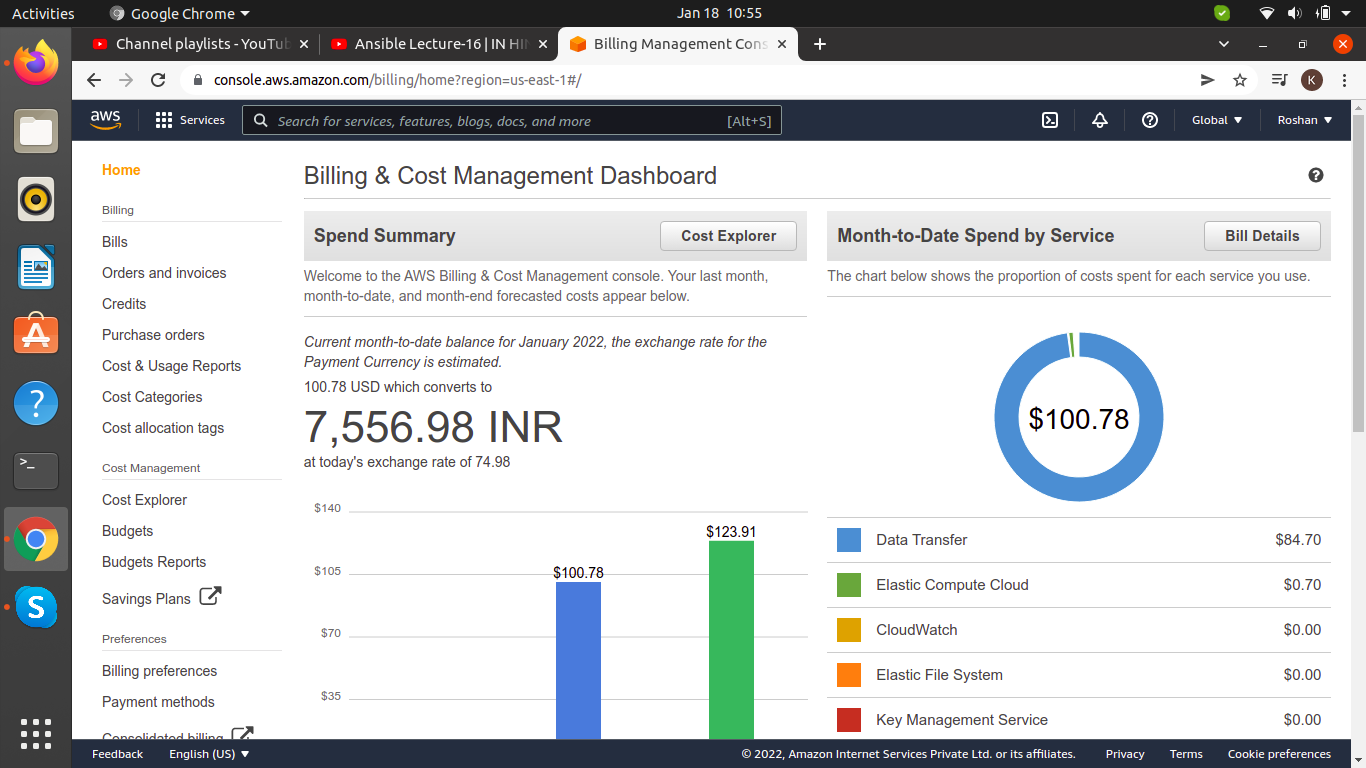 Activities
Google Chrome
Jan 18 10:55
Channel playlists - YouTub
Ansible Lecture-16 | IN HIN
Billing Management Cons
console.aws.amazon.com/billing/home?region=us-east-1#/
K
aws
Services
Search for services, features, blogs, docs, and more
[Alt+S]
Global
Roshan
Home
Billing
Bills
Orders and invoices
Credits
Purchase orders
Cost & Usage Reports
Cost Categories
Cost allocation tags
Cost Management
Cost Explorer
Budgets
Budgets Reports
Savings Plans
Preferences
Billing preferences
Payment methods
Consolidated billing
Billing & Cost Management Dashboard
Spend Summary
Cost Explorer
Welcome to the AWS Billing & Cost Management console. Your last month,
month-to-date, and month-end forecasted costs appear below.
Current month-to-date balance for January 2022, the exchange rate for the
Payment Currency is estimated.
100.78 USD which converts to
7,556.98 INR
at today's exchange rate of 74.98
$140
$105
$70
$35
$100.78
$123.91
Month-to-Date Spend by Service
Bill Details
The chart below shows the proportion of costs spent for each service you use.
$100.78
Data Transfer $84.70
Elastic Compute Cloud $0.70
CloudWatch $0.00
Elastic File System $0.00
Key Management Service $0.00
Feedback
English (US)
© 2022, Amazon Internet Services Private Ltd. or its affiliates.
Privacy
Terms
Cookie preferences